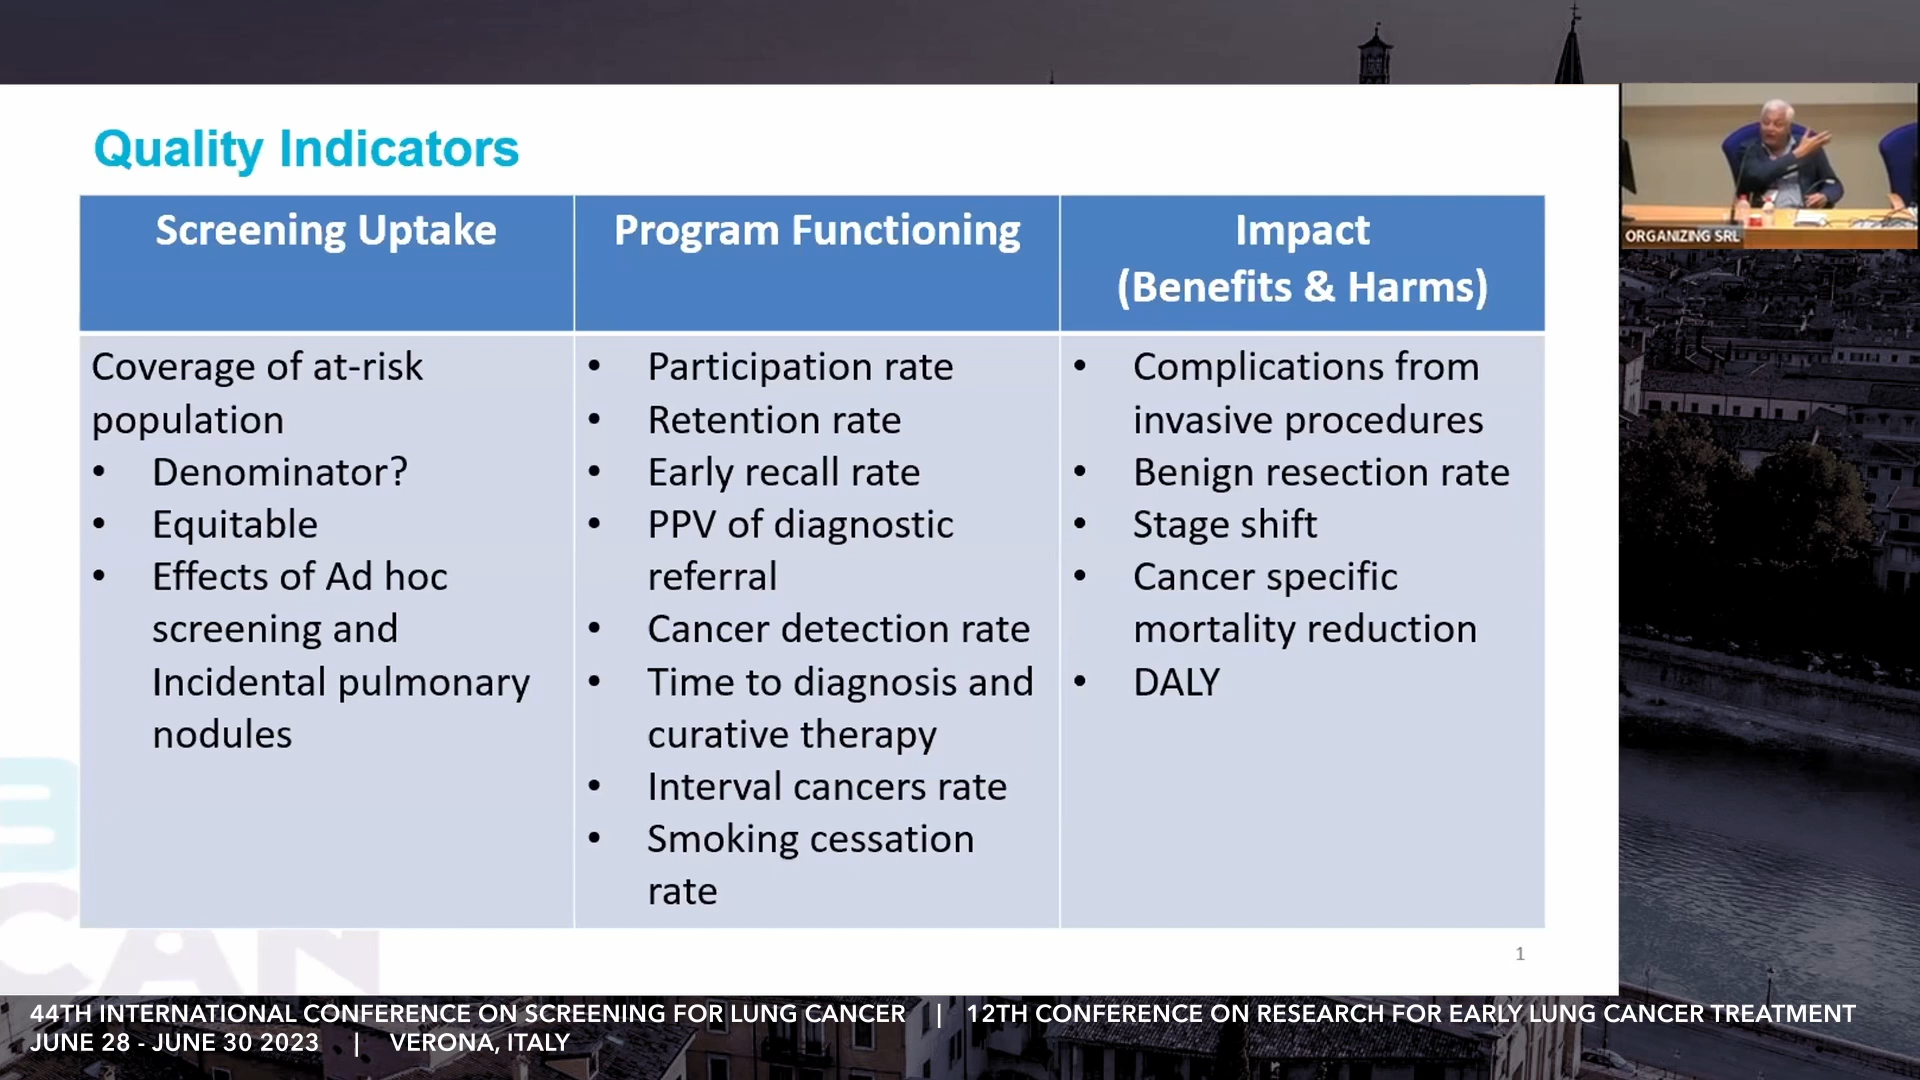 Quality Indicators
Screening Uptake
Program Functioning
Impact
(Benefits & Harms)
Coverage of at-risk
population
• Denominator?
• Equitable
• Effects of Ad hoc
screening and
Incidental pulmonary
nodules
• Participation rate
• Retention rate
• Early recall rate
• PPV of diagnostic
referral
• Cancer detection rate
• Time to diagnosis and
curative therapy
• Interval cancers rate
• Smoking cessation
rate
• Complications from
invasive procedures
• Benign resection rate
• Stage shift
• Cancer specific
mortality reduction
• DALY
1
ORGANIZING SRL
CAN
44TH INTERNATIONAL CONFERENCE ON SCREENING FOR LUNG CANCER | 12TH CONFERENCE ON RESEARCH FOR EARLY LUNG CANCER TREATMENT
JUNE 28 - JUNE 30 2023 | VERONA, ITALY